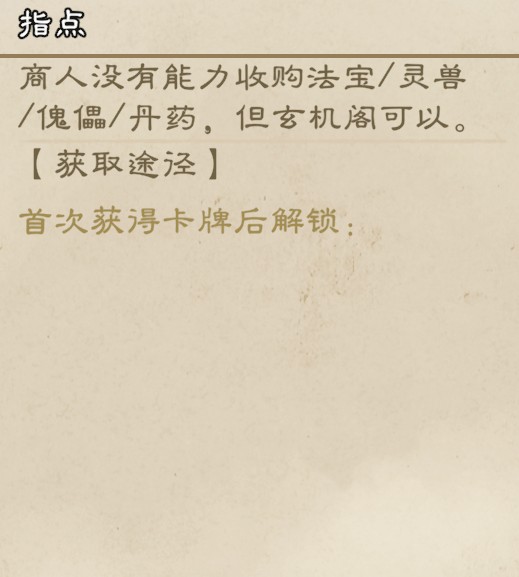 指点
商人没有能力收购法宝/灵兽
/傀儡/丹药，但玄机阁可以。
【获取途径】
首次获得卡牌后解锁：